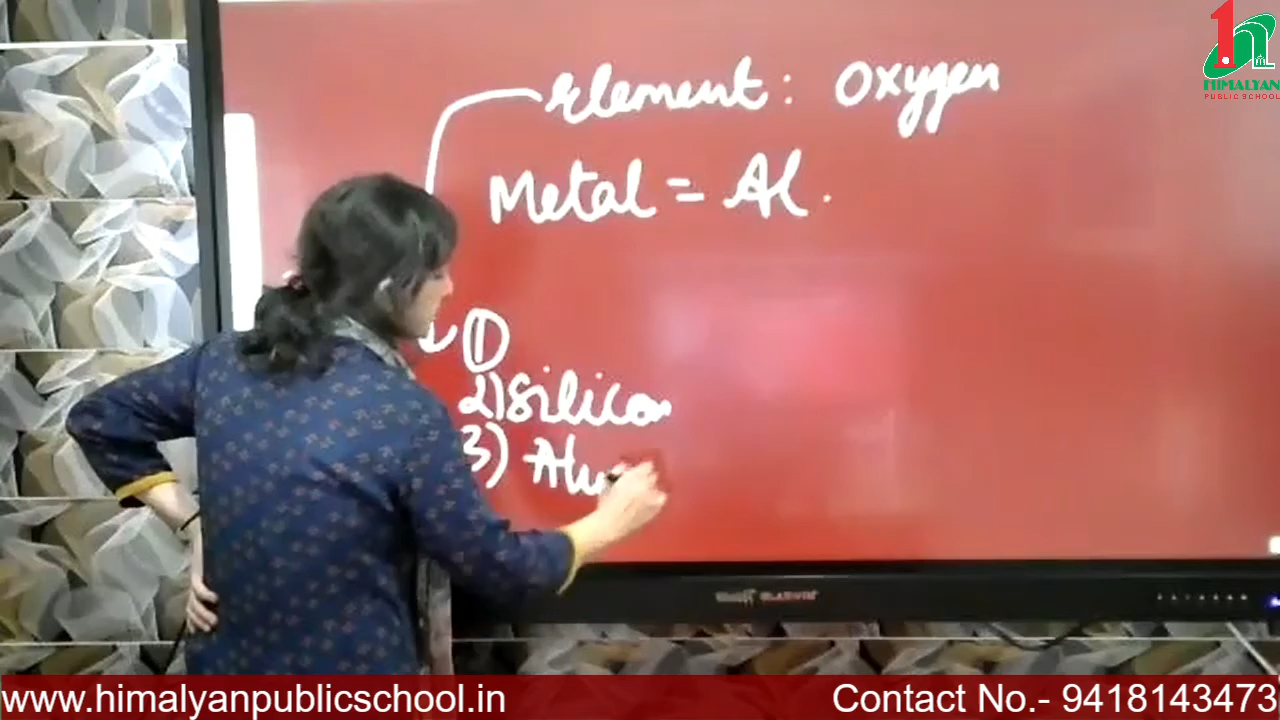 Element : Oxygen
Metal = Al .
①
2) Silicon
3) Alu
HIMALYAN
PUBLIC SCHOOL
www.himalyanpublicschool.in
Contact No.- 9418143473